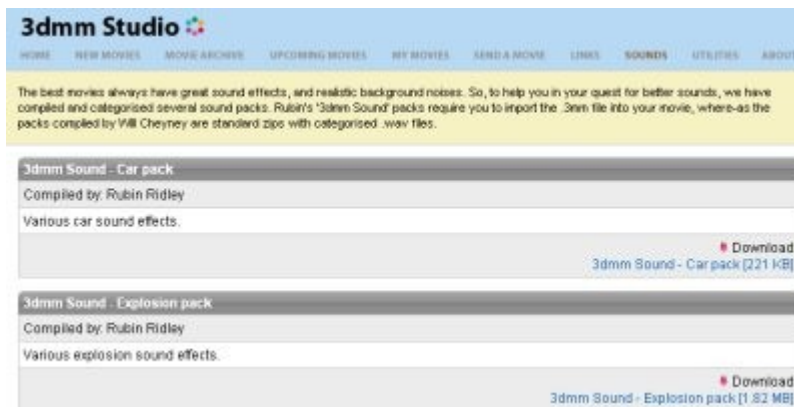 3dmm Studio
HOME NEW MOVIES MOVIE ARCHIVE UPCOMING MOVIES MY MOVIES SEND A MOVIE LINKS SOUNDS UTILITIES ABOUT
The best movies always have great sound effects, and realistic background noises. So, to help you in your quest for better sounds, we have
compiled and categorised several sound packs. Rubin's '3dmm Sound' packs require you to import the .3mm file into your movie, where-as the
packs compiled by Will Cheyney are standard zips with categorised .wav files.
3dmm Sound - Car pack
Compiled by: Rubin Ridley
Various car sound effects.
Download
3dmm Sound - Car pack [221 KB]
3dmm Sound - Explosion pack
Compiled by: Rubin Ridley
Various explosion sound effects.
Download
3dmm Sound - Explosion pack [1.82 MB]